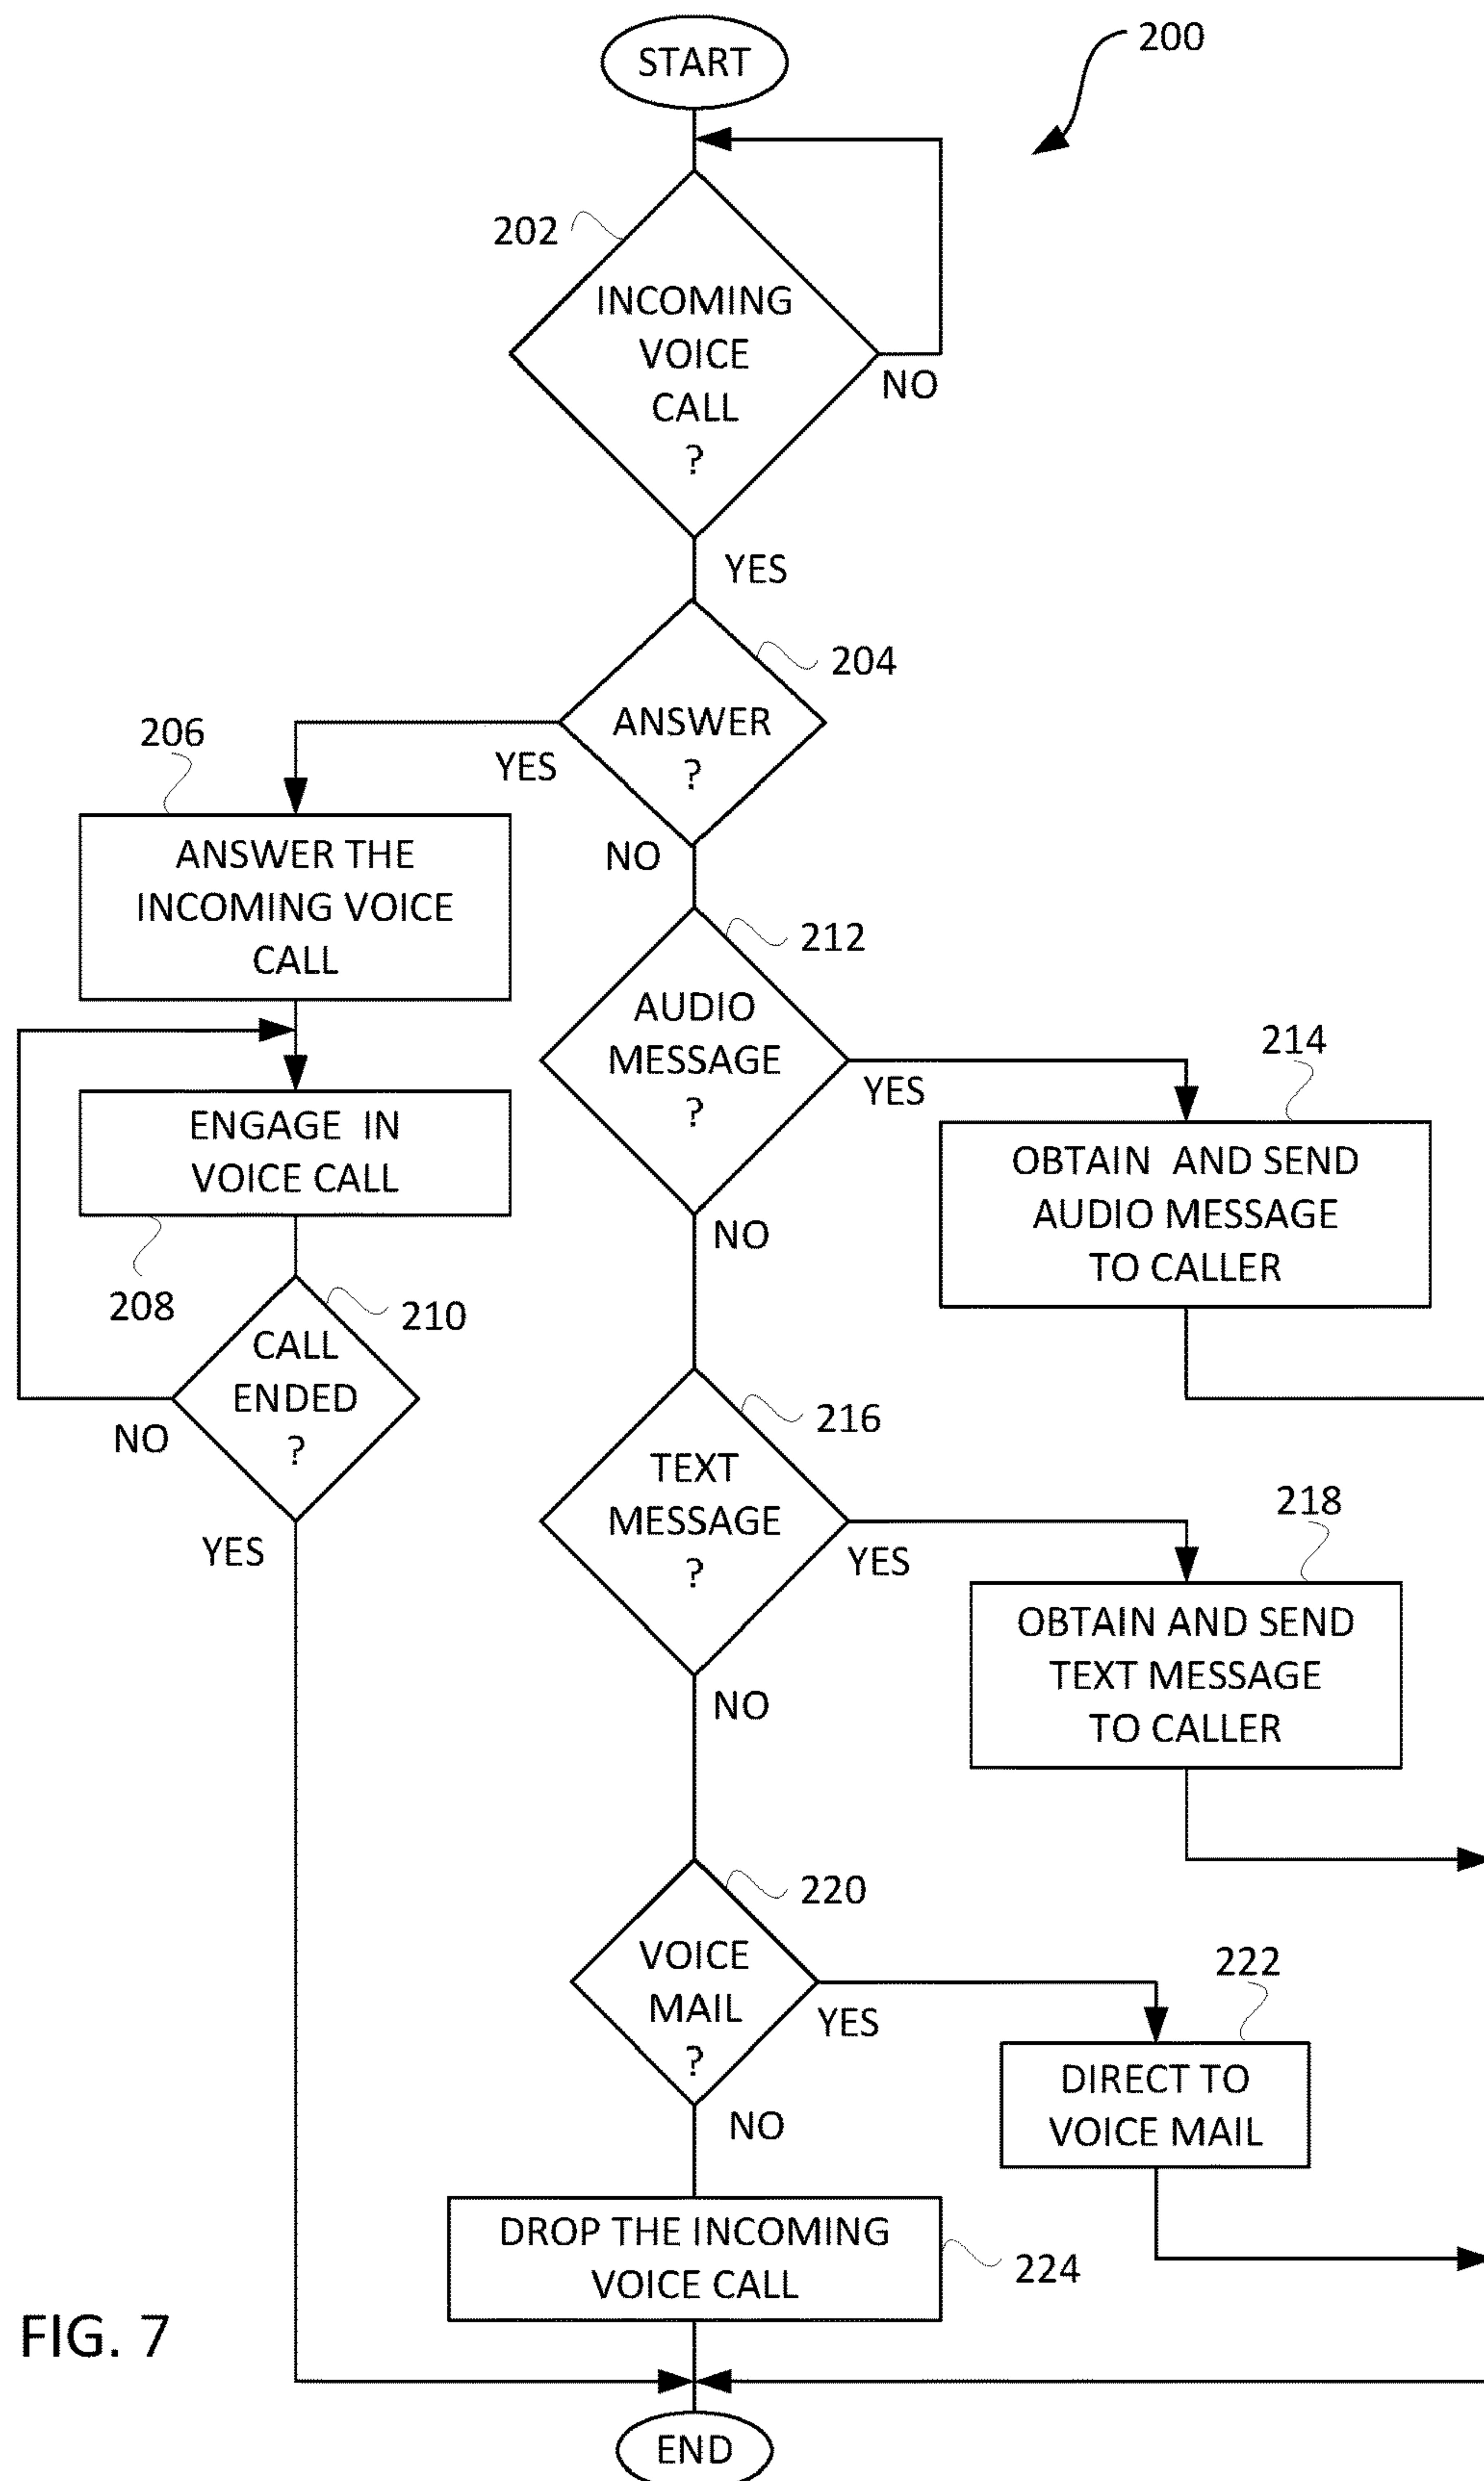 START
200
202
INCOMING
VOICE
CALL
?
NO
YES
204
ANSWER
?
YES
NO
206
ANSWER THE
INCOMING VOICE
CALL
212
AUDIO
MESSAGE
?
YES
NO
214
OBTAIN AND SEND
AUDIO MESSAGE
TO CALLER
ENGAGE IN
VOICE CALL
208
210
CALL
ENDED
?
NO
YES
216
TEXT
MESSAGE
?
YES
NO
218
OBTAIN AND SEND
TEXT MESSAGE
TO CALLER
220
VOICE
MAIL
?
YES
NO
222
DIRECT TO
VOICE MAIL
DROP THE INCOMING
VOICE CALL
224
FIG. 7
END